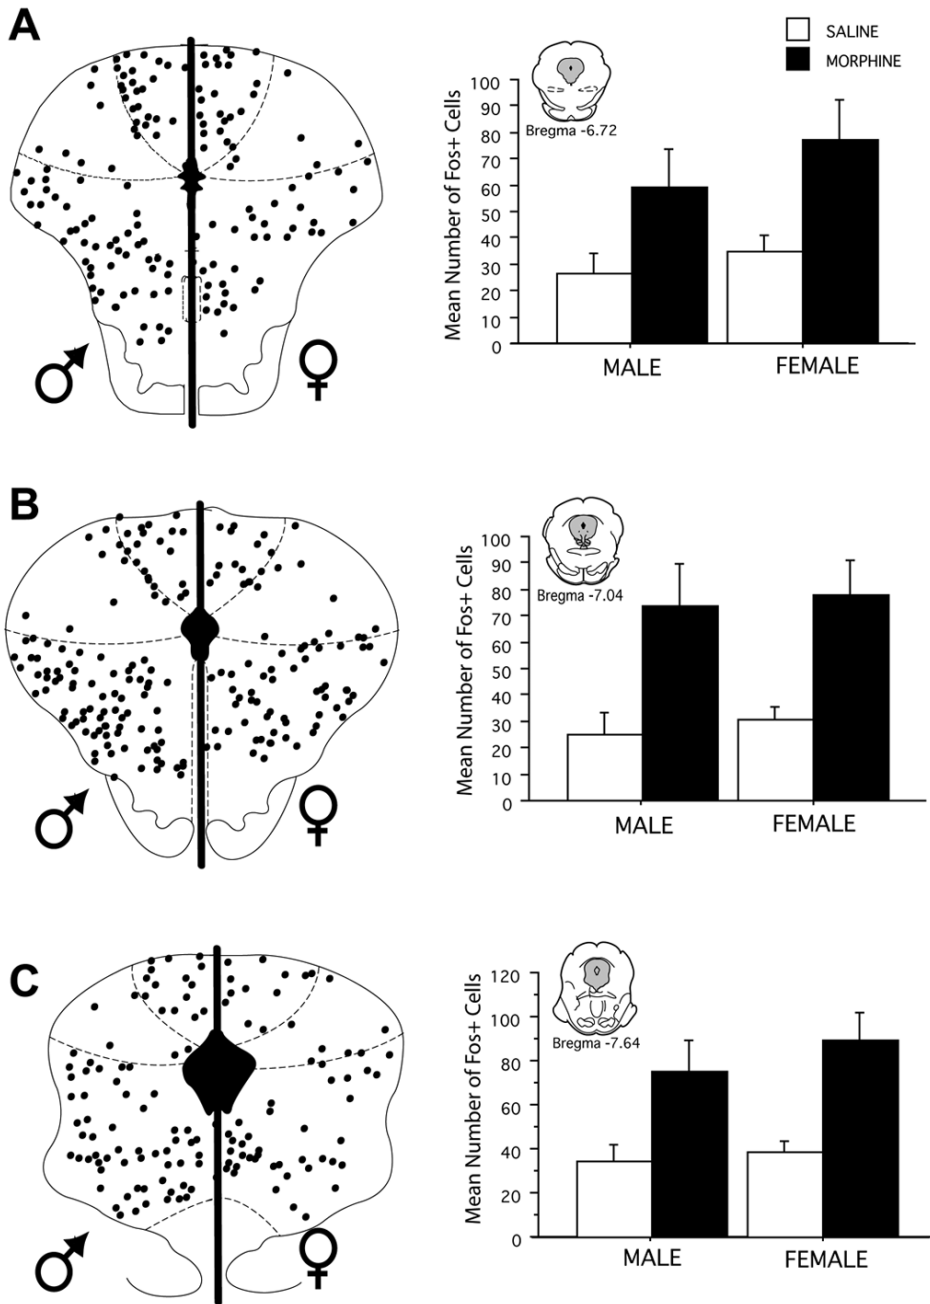 A
SALINE
MORPHINE
Mean Number of Fos+ Cells
100
90
80
70
60
50
40
30
20
10
0
Bregma -6.72
MALE
FEMALE
♂
♀
B
Mean Number of Fos+ Cells
100
90
80
70
60
50
40
30
20
10
0
Bregma -7.04
MALE
FEMALE
♂
♀
C
Mean Number of Fos+ Cells
120
100
80
60
40
20
0
Bregma -7.64
MALE
FEMALE
♂
♀